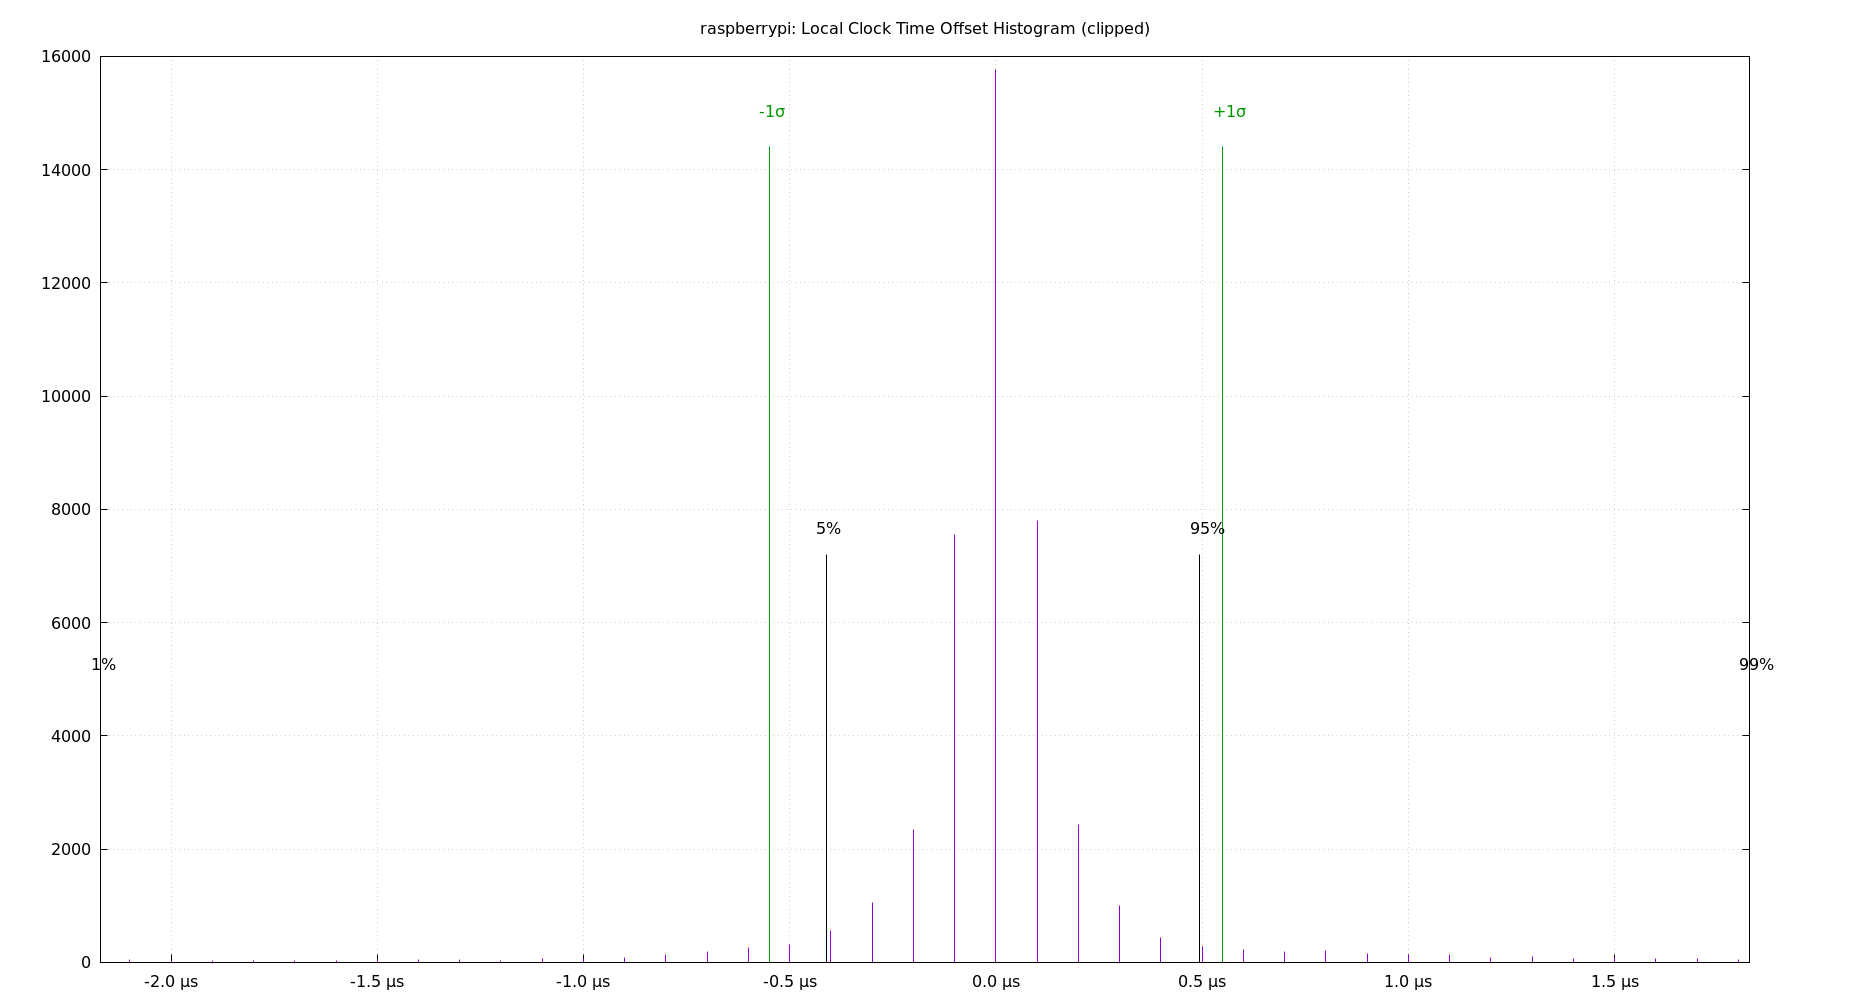 raspberrypi: Local Clock Time Offset Histogram (clipped)
16000
-1σ
+1σ
14000
12000
10000
8000
5%
95%
6000
1%
99%
4000
2000
0
-2.0 µs
-1.5 µs
-1.0 µs
-0.5 µs
0.0 µs
0.5 µs
1.0 µs
1.5 µs